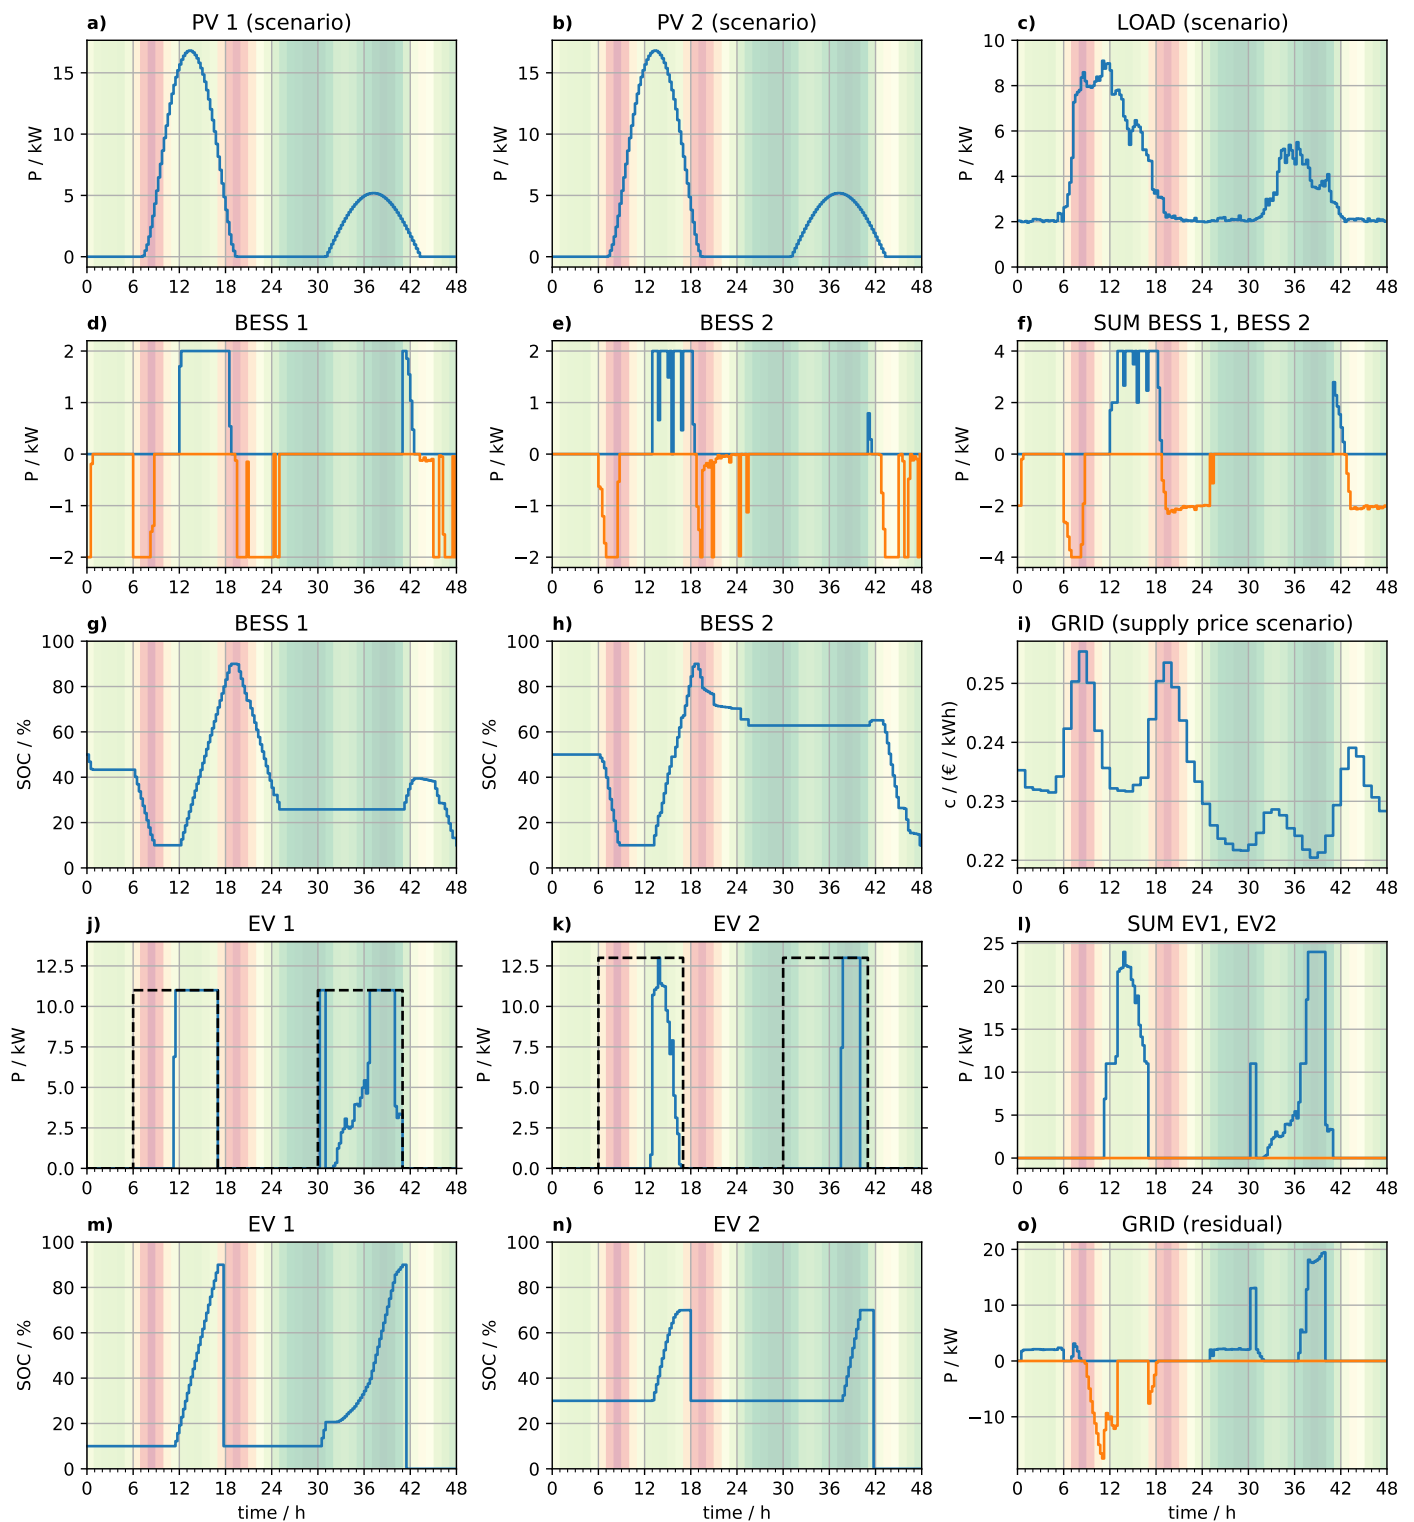 a) PV 1 (scenario)
P / kW
15
10
5
0
0 6 12 18 24 30 36 42 48
b) PV 2 (scenario)
P / kW
15
10
5
0
0 6 12 18 24 30 36 42 48
c) LOAD (scenario)
P / kW
10
8
6
4
2
0
0 6 12 18 24 30 36 42 48
d) BESS 1
P / kW
2
1
0
−1
−2
0 6 12 18 24 30 36 42 48
e) BESS 2
P / kW
2
1
0
−1
−2
0 6 12 18 24 30 36 42 48
f) SUM BESS 1, BESS 2
P / kW
4
2
0
−2
−4
0 6 12 18 24 30 36 42 48
g) BESS 1
SOC / %
100
80
60
40
20
0
0 6 12 18 24 30 36 42 48
h) BESS 2
SOC / %
100
80
60
40
20
0
0 6 12 18 24 30 36 42 48
i) GRID (supply price scenario)
c / (€ / kWh)
0.25
0.24
0.23
0.22
0 6 12 18 24 30 36 42 48
j) EV 1
P / kW
12.5
10.0
7.5
5.0
2.5
0.0
0 6 12 18 24 30 36 42 48
k) EV 2
P / kW
12.5
10.0
7.5
5.0
2.5
0.0
0 6 12 18 24 30 36 42 48
l) SUM EV1, EV2
P / kW
25
20
15
10
5
0
0 6 12 18 24 30 36 42 48
m) EV 1
SOC / %
100
80
60
40
20
0
0 6 12 18 24 30 36 42 48
time / h
n) EV 2
SOC / %
100
80
60
40
20
0
0 6 12 18 24 30 36 42 48
time / h
o) GRID (residual)
P / kW
20
10
0
−10
0 6 12 18 24 30 36 42 48
time / h